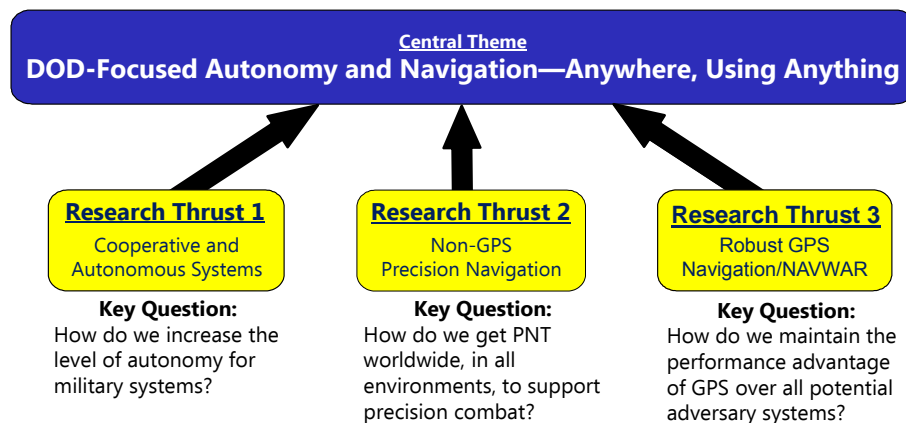 Central Theme
DOD-Focused Autonomy and Navigation—Anywhere, Using Anything
Research Thrust 1
Cooperative and
Autonomous Systems
Key Question:
How do we increase the
level of autonomy for
military systems?
Research Thrust 2
Non-GPS
Precision Navigation
Key Question:
How do we get PNT
worldwide, in all
environments, to support
precision combat?
Research Thrust 3
Robust GPS
Navigation/NAVWAR
Key Question:
How do we maintain the
performance advantage
of GPS over all potential
adversary systems?